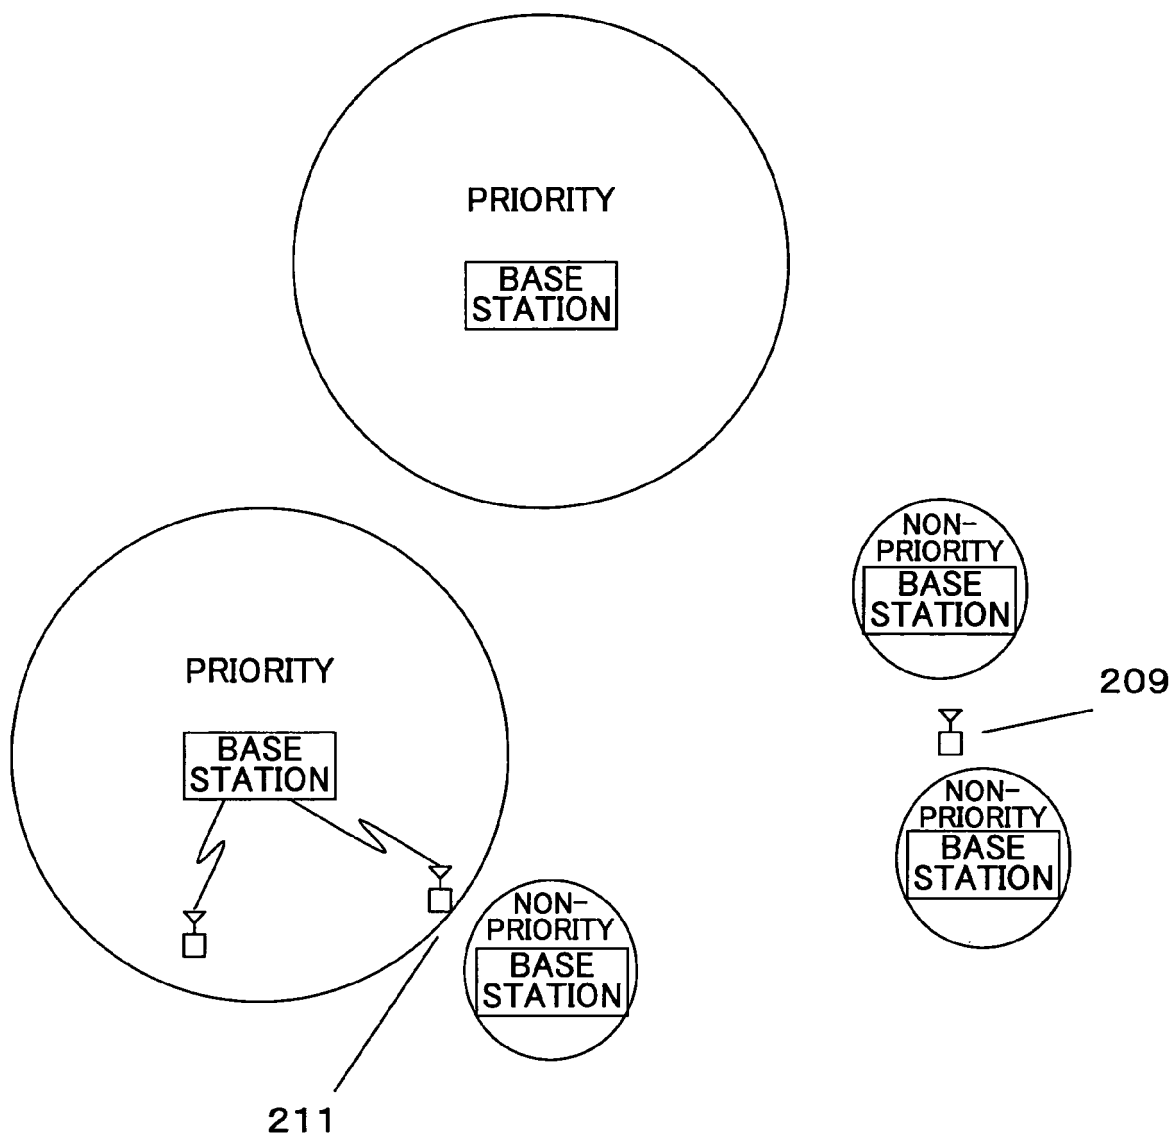 PRIORITY
BASE
STATION
NON-
PRIORITY
BASE
STATION
209
PRIORITY
BASE
STATION
NON-
PRIORITY
BASE
STATION
NON-
PRIORITY
BASE
STATION
211